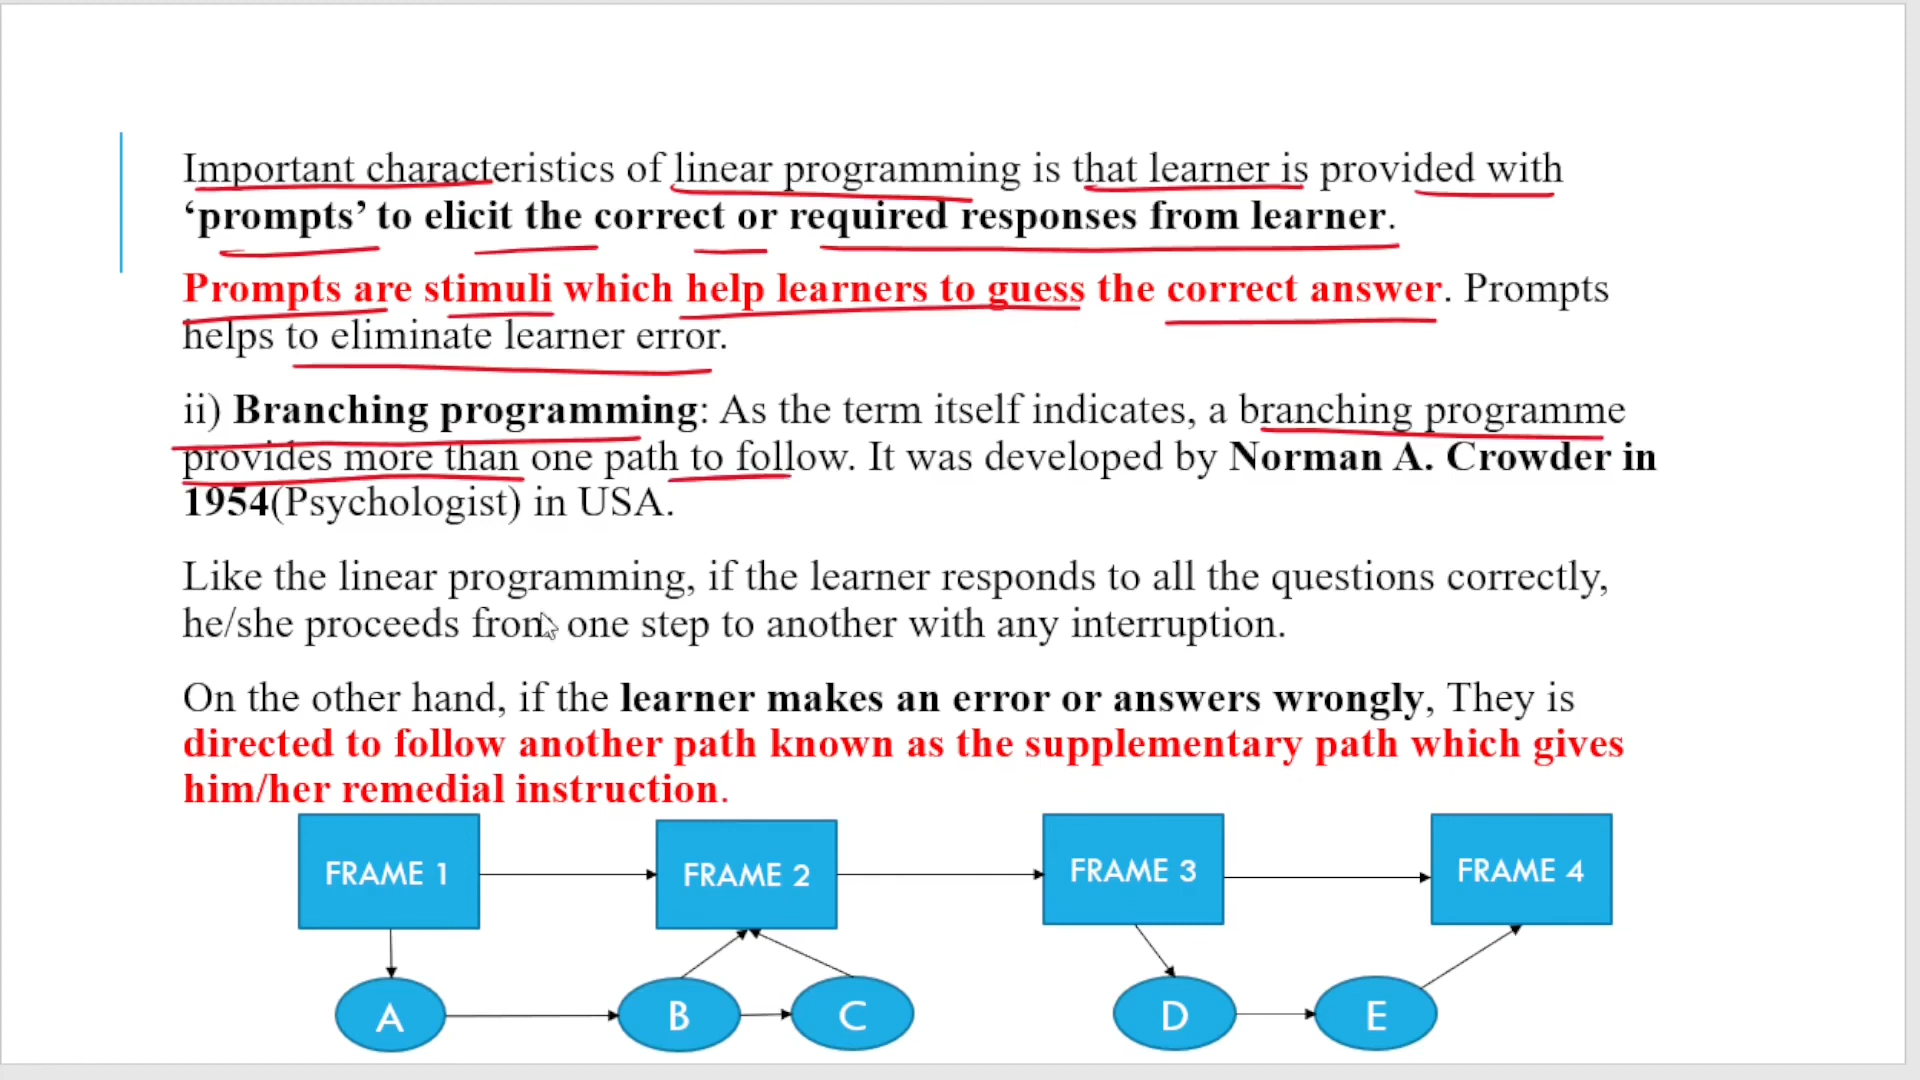 Important characteristics of linear programming is that learner is provided with
‘prompts’ to elicit the correct or required responses from learner.
Prompts are stimuli which help learners to guess the correct answer. Prompts
helps to eliminate learner error.
ii) Branching programming: As the term itself indicates, a branching programme
provides more than one path to follow. It was developed by Norman A. Crowder in
1954(Psychologist) in USA.
Like the linear programming, if the learner responds to all the questions correctly,
he/she proceeds from one step to another with any interruption.
On the other hand, if the learner makes an error or answers wrongly, They is
directed to follow another path known as the supplementary path which gives
him/her remedial instruction.
FRAME 1
FRAME 2
FRAME 3
FRAME 4
A
B
C
D
E